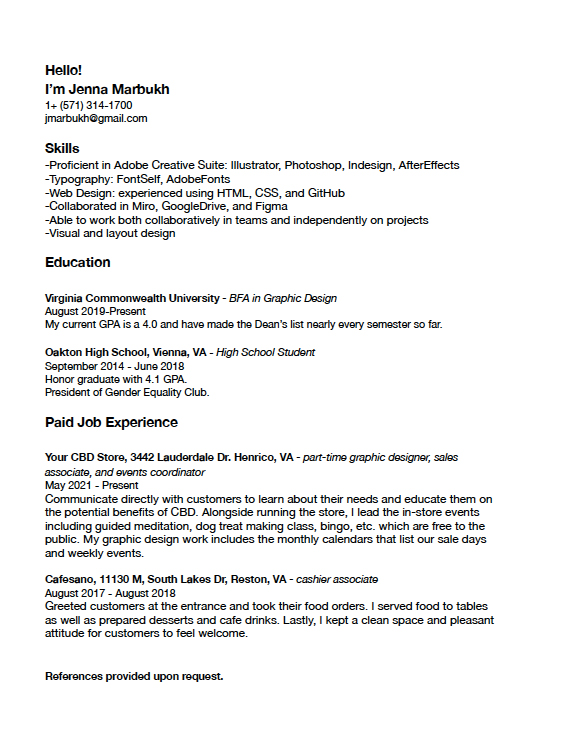 Hello!
I'm Jenna Marbukh
1+ (571) 314-1700
jmarbukh@gmail.com
Skills
-Proficient in Adobe Creative Suite: Illustrator, Photoshop, Indesign, AfterEffects
-Typography: FontSelf, AdobeFonts
-Web Design: experienced using HTML, CSS, and GitHub
-Collaborated in Miro, GoogleDrive, and Figma
-Able to work both collaboratively in teams and independently on projects
-Visual and layout design
Education
Virginia Commonwealth University - BFA in Graphic Design
August 2019-Present
My current GPA is a 4.0 and have made the Dean's list nearly every semester so far.
Oakton High School, Vienna, VA - High School Student
September 2014 - June 2018
Honor graduate with 4.1 GPA.
President of Gender Equality Club.
Paid Job Experience
Your CBD Store, 3442 Lauderdale Dr. Henrico, VA - part-time graphic designer, sales
associate, and events coordinator
May 2021 - Present
Communicate directly with customers to learn about their needs and educate them on
the potential benefits of CBD. Alongside running the store, I lead the in-store events
including guided meditation, dog treat making class, bingo, etc. which are free to the
public. My graphic design work includes the monthly calendars that list our sale days
and weekly events.
Cafesano, 11130 M, South Lakes Dr, Reston, VA - cashier associate
August 2017 - August 2018
Greeted customers at the entrance and took their food orders. I served food to tables
as well as prepared desserts and cafe drinks. Lastly, I kept a clean space and pleasant
attitude for customers to feel welcome.
References provided upon request.